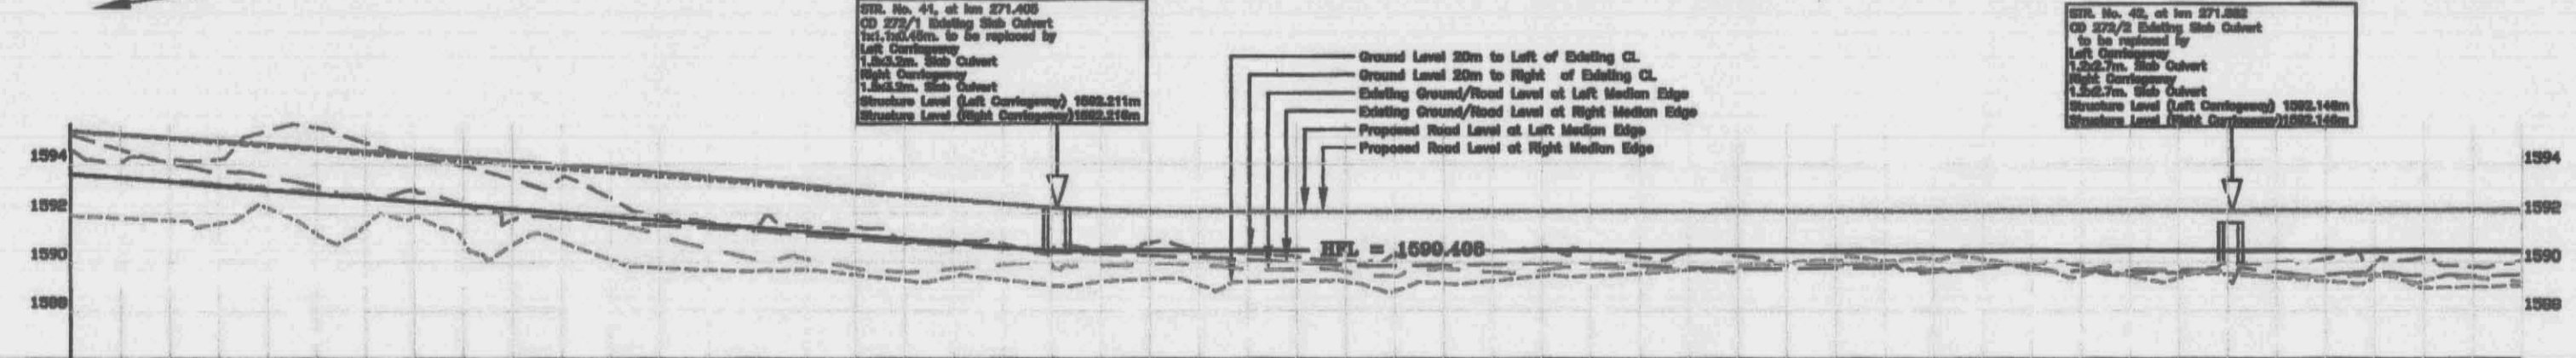 STR. No. 41, at km 271.405
CD 272/1 Existing Slab Culvert
1x1.1x0.45m. to be replaced by
Left Carriageway
1.5x3.2m. Slab Culvert
Right Carriageway
1.5x3.2m. Slab Culvert
Structure Level (Left Carriageway) 1592.211m
Structure Level (Right Carriageway)1592.216m
STR. No. 42, at km
CD 272/2 Existing Slab Culvert
to be replaced by
Left Carriageway
1.2x2.7m. Slab Culvert
Right Carriageway
1.2x2.7m. Slab Culvert
Structure Level (Left Carriageway) 1592.146m
Structure Level (Right Carriageway)1592.146m
Ground Level 20m to Left of Existing CL
Ground Level 20m to Right of Existing CL
Existing Ground/Road Level at Left Median Edge
Existing Ground/Road Level at Right Median Edge
Proposed Road Level at Left Median Edge
Proposed Road Level at Right Median Edge
1594
1592
1590
1588
HFL = 1590.408
1594
1592
1590
1588